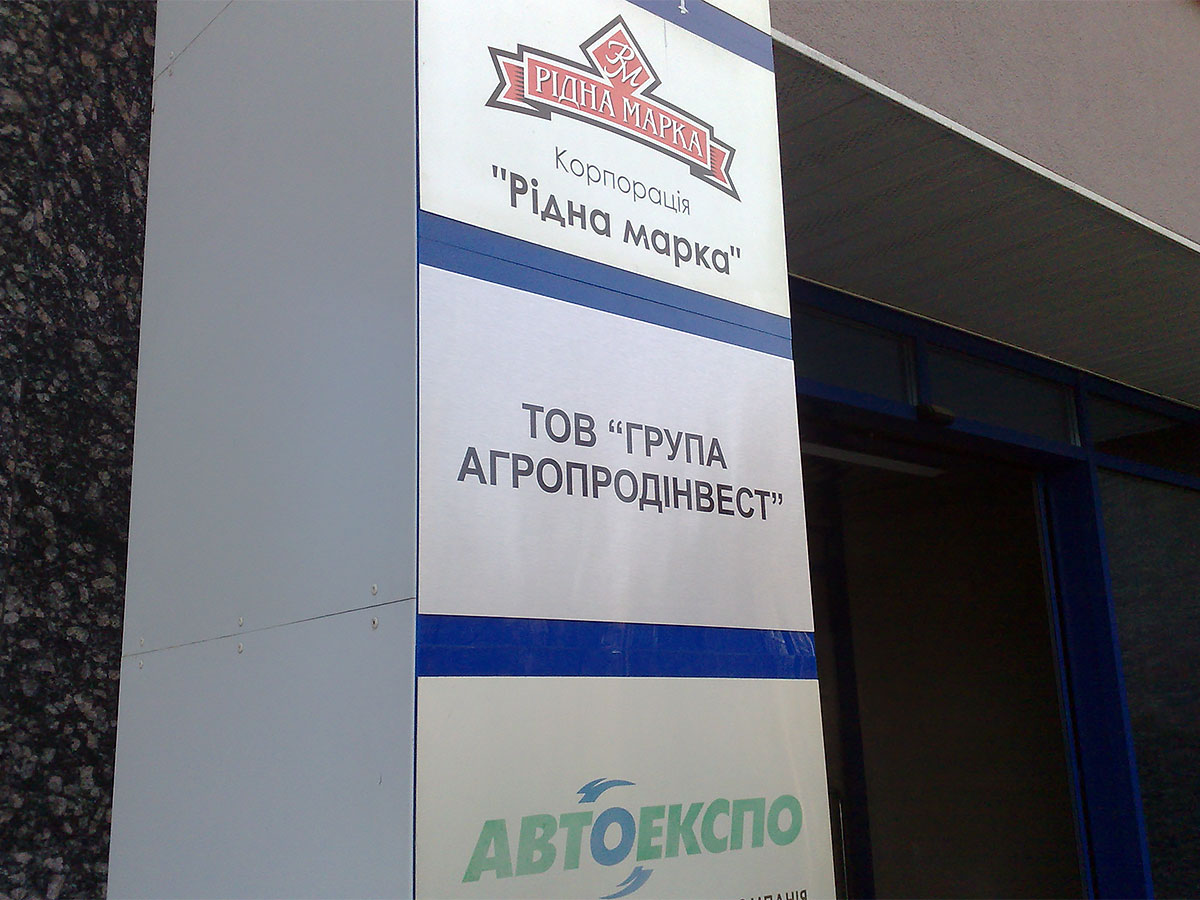 РІДНА МАРКА
Корпорація
"Рідна марка"
ТОВ “ГРУПА
АГРОПРОДІНВЕСТ”
АВТОЕКСПО